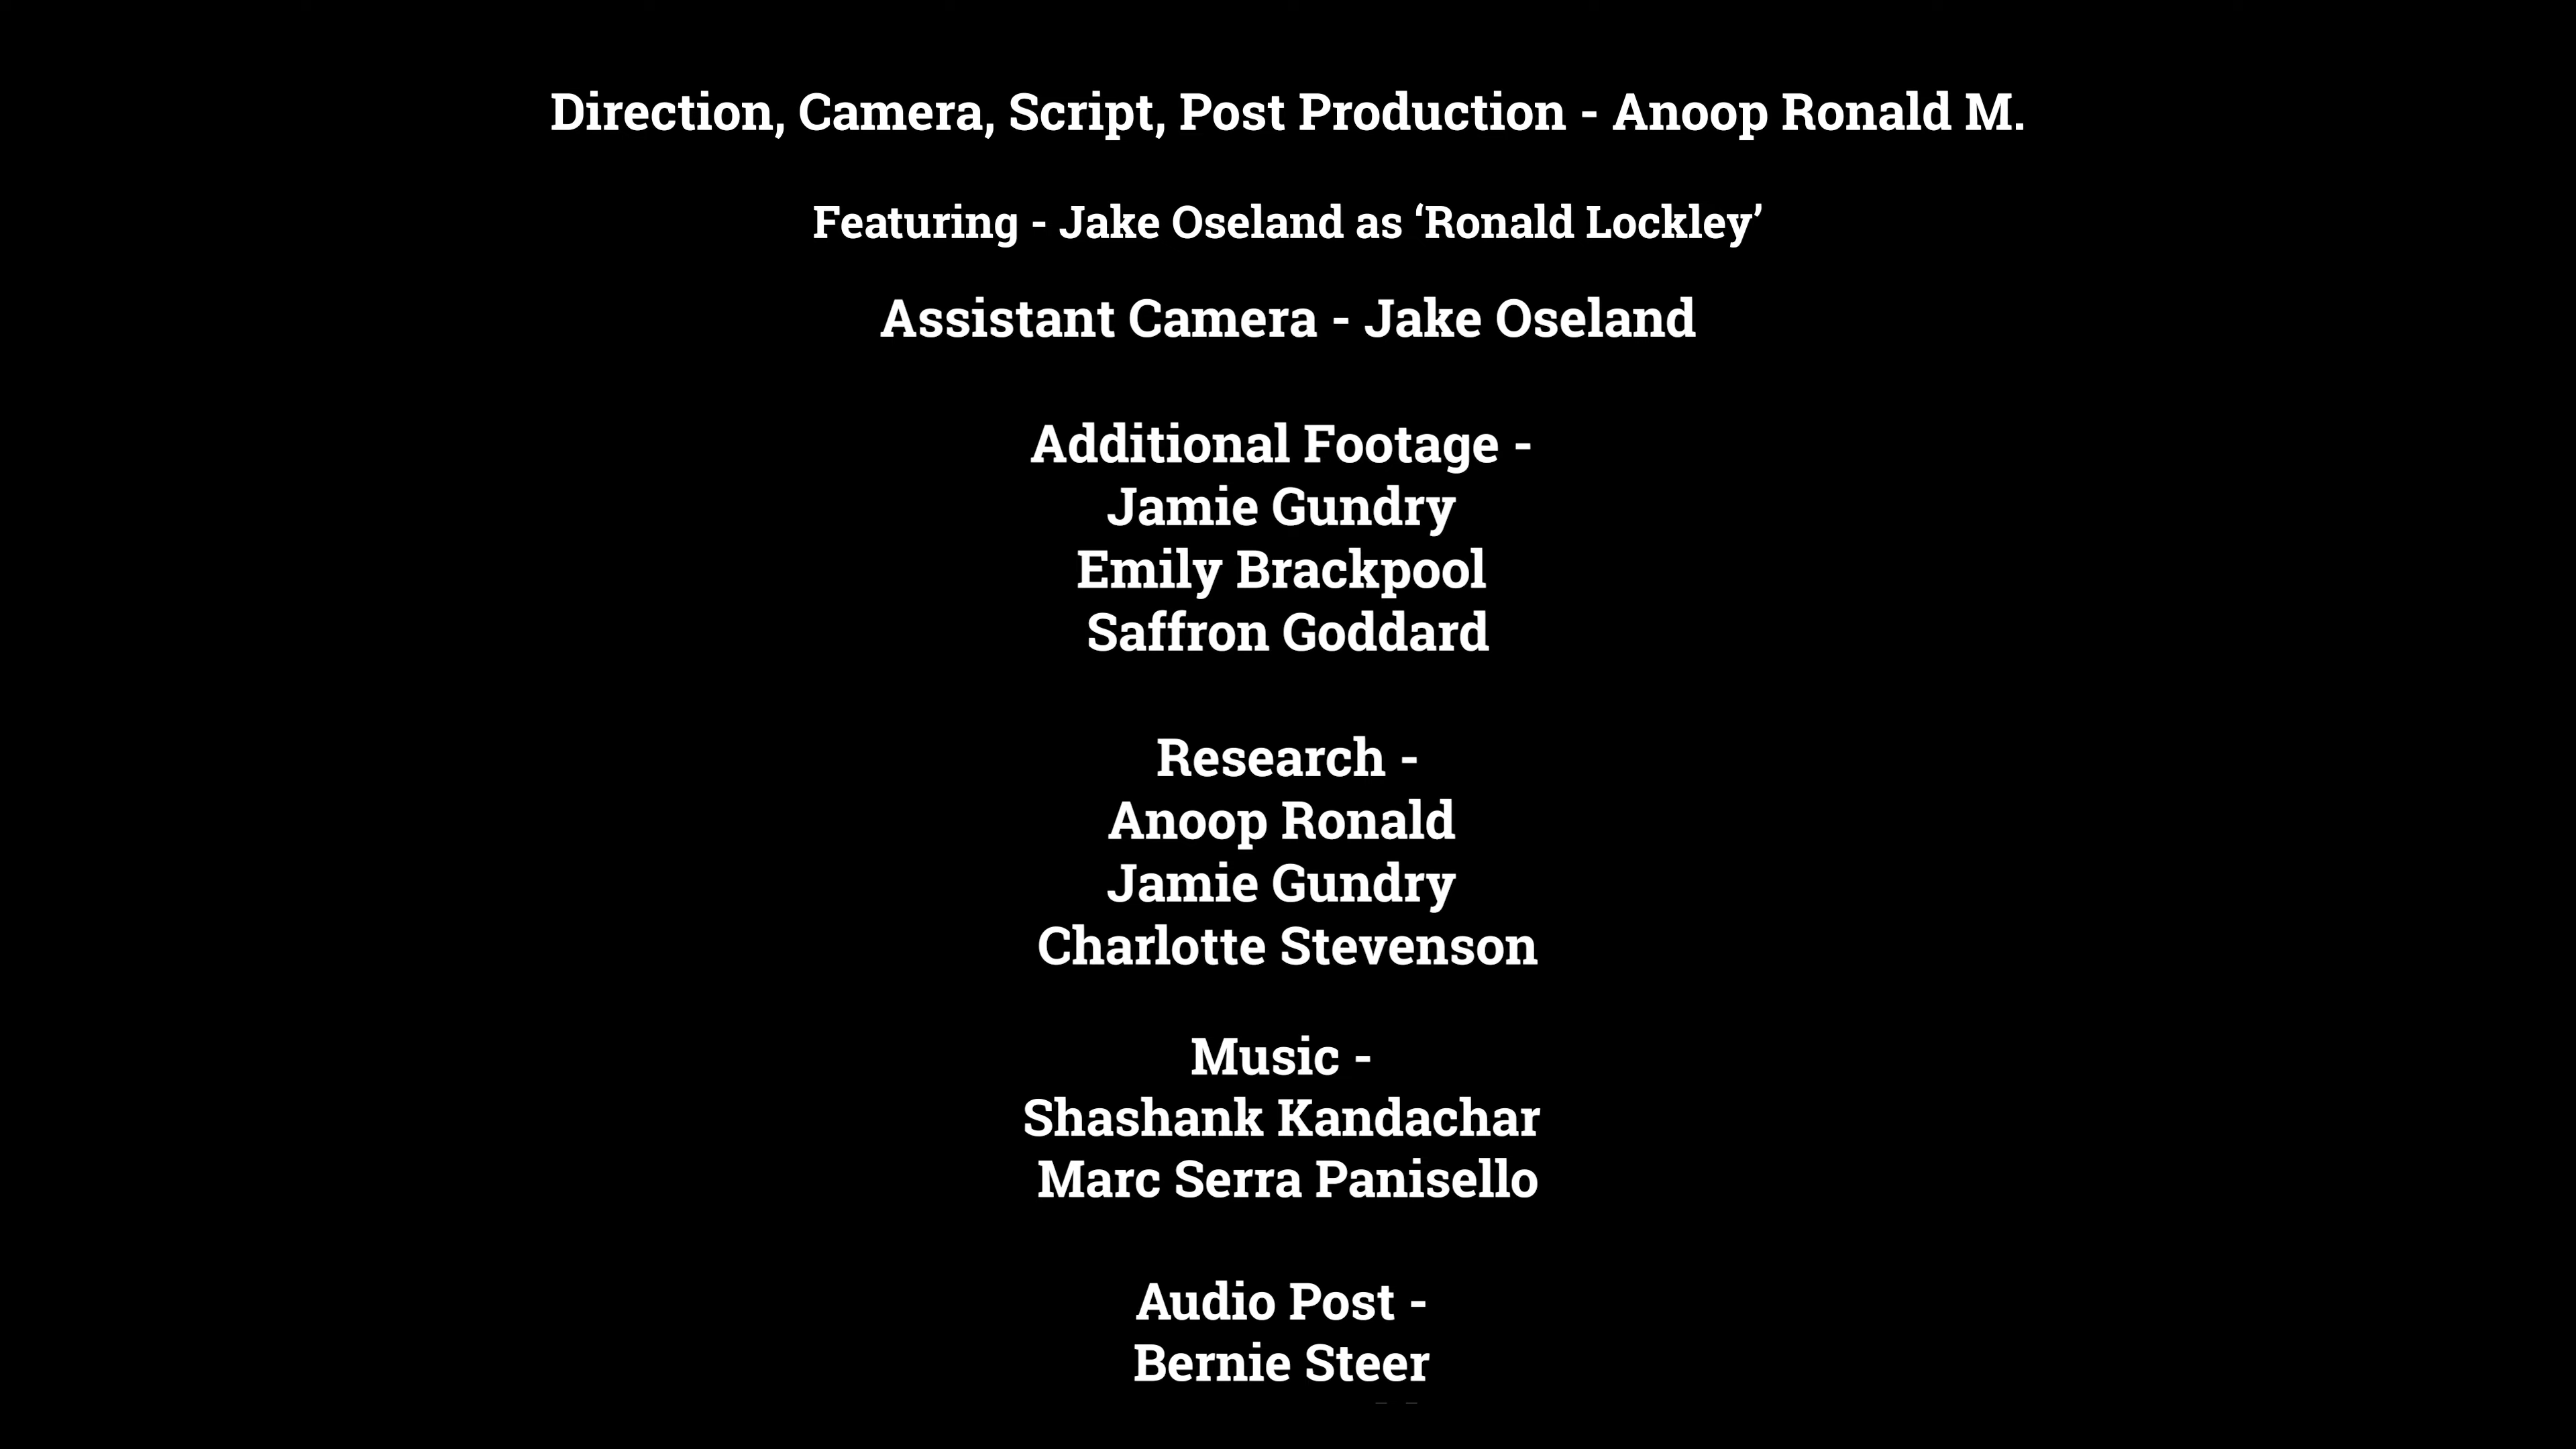 Direction, Camera, Script, Post Production - Anoop Ronald M.
Featuring - Jake Oseland as ‘Ronald Lockley’
Assistant Camera - Jake Oseland
Additional Footage -
Jamie Gundry
Emily Brackpool
Saffron Goddard
Research -
Anoop Ronald
Jamie Gundry
Charlotte Stevenson
Music -
Shashank Kandachar
Marc Serra Panisello
Audio Post -
Bernie Steer